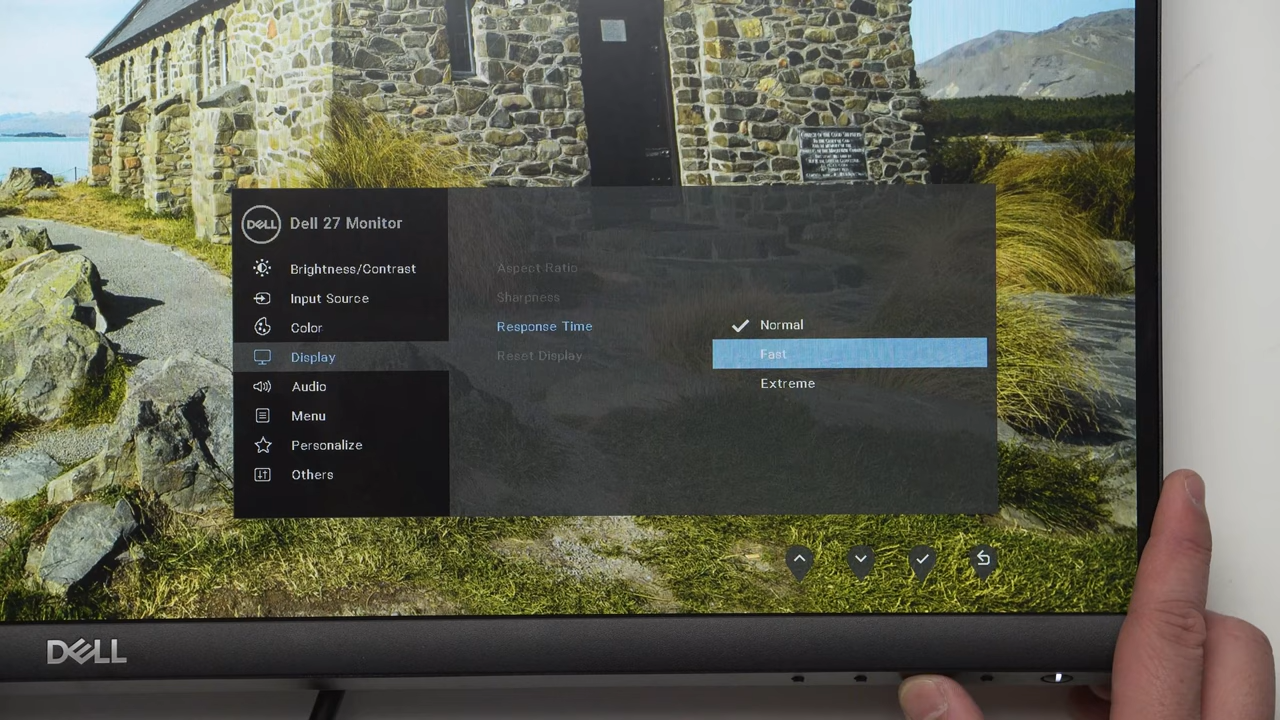 DELL
Dell 27 Monitor
Brightness/Contrast
Input Source
Color
Display
Audio
Menu
Personalize
Others
Aspect Ratio
Sharpness
Response Time
Reset Display
Normal
Fast
Extreme
DELL